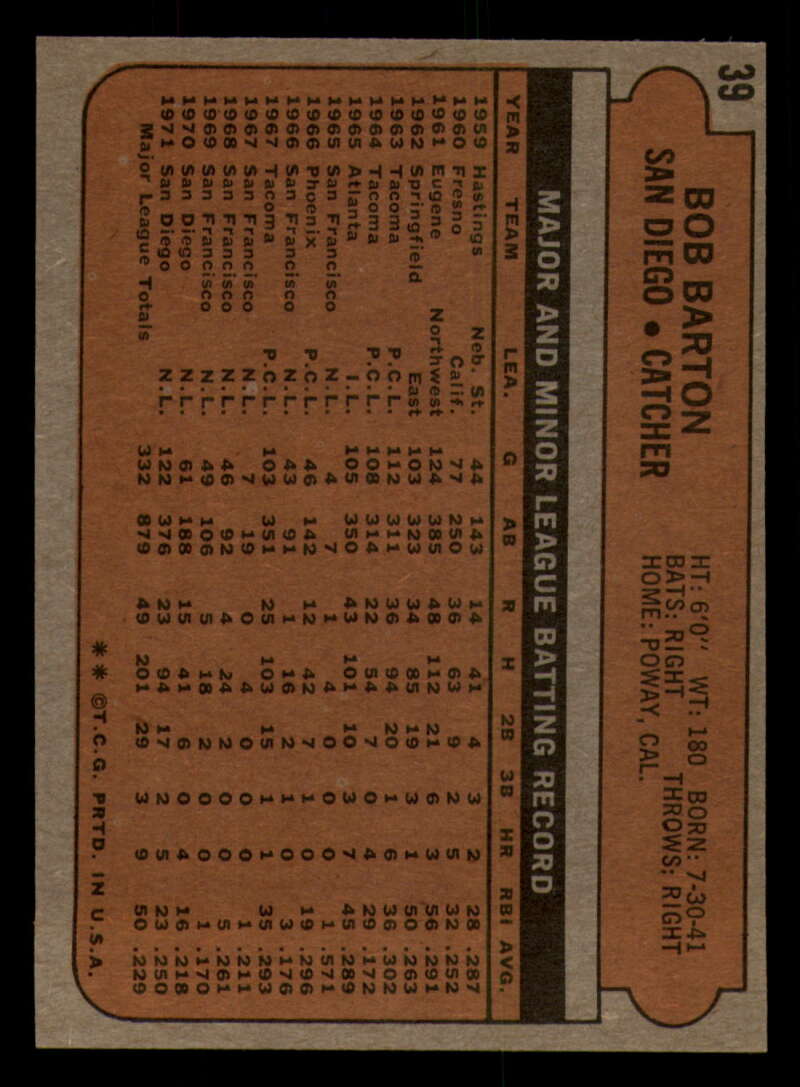 39
BOB BARTON
SAN DIEGO • CATCHER
HT: 6'0" WT: 180 BORN: 7-30-41
BATS: RIGHT THROWS: RIGHT
HOME: POWAY, CAL.
MAJOR AND MINOR LEAGUE BATTING RECORD
YEAR TEAM LEA. G AB R H 2B 3B HR RBI AVG.
1959 Hastings Neb. St. 44 143 14 41 4 3 2 28 .287
1960 Fresno Calif. 77 250 36 63 9 2 5 32 .252
1961 Eugene Northwest 124 385 48 112 21 6 3 56 .291
1962 Springfield East 103 323 34 85 19 3 1 50 .263
1963 Tacoma P.C.L. 112 311 36 94 20 1 6 36 .302
1964 Tacoma P.C.L. 108 314 22 54 7 0 4 29 .172
1965 Atlanta I.L. 105 350 43 101 10 3 7 45 .289
1965 San Francisco N.L. 4 7 1 4 0 0 0 1 .571
1966 Phoenix P.C.L. 46 142 12 42 7 1 0 19 .296
1966 San Francisco N.L. 43 91 1 16 2 1 0 3 .176
1967 Tacoma P.C.L. 103 351 25 103 15 1 1 35 .293
1967 San Francisco N.L. 7 19 0 4 0 0 0 1 .211
1968 San Francisco N.L. 46 92 4 24 2 0 0 5 .261
1969 San Francisco N.L. 49 106 5 18 2 0 0 1 .170
1970 San Diego N.L. 61 188 15 41 6 0 4 16 .218
1971 San Diego N.L. 122 376 23 94 17 2 5 23 .250
Major League Totals 332 879 49 201 29 3 9 50 .229
** ©T.C.G. PRTD. IN U.S.A.